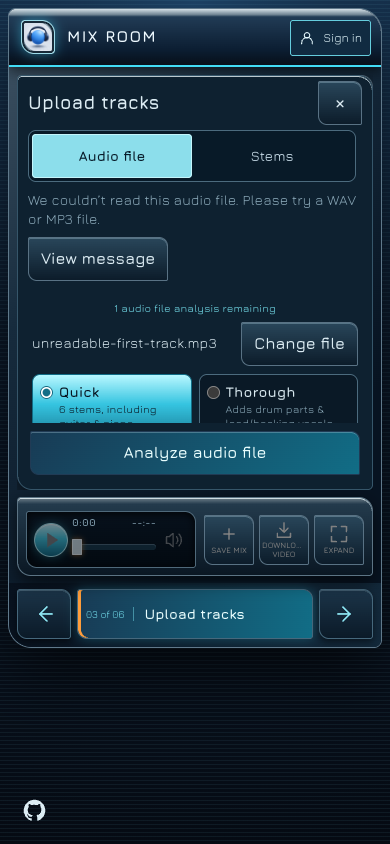 MIX ROOM
Sign in
Upload tracks
×
Audio file
Stems
We couldn't read this audio file. Please try a WAV
or MP3 file.
View message
1 audio file analysis remaining
unreadable-first-track.mp3
Change file
Quick
6 stems, including
Thorough
Adds drum parts &
Analyze audio file
0:00
--:--
SAVE MIX
DOWNLO...
VIDEO
EXPAND
03 of 06
Upload tracks